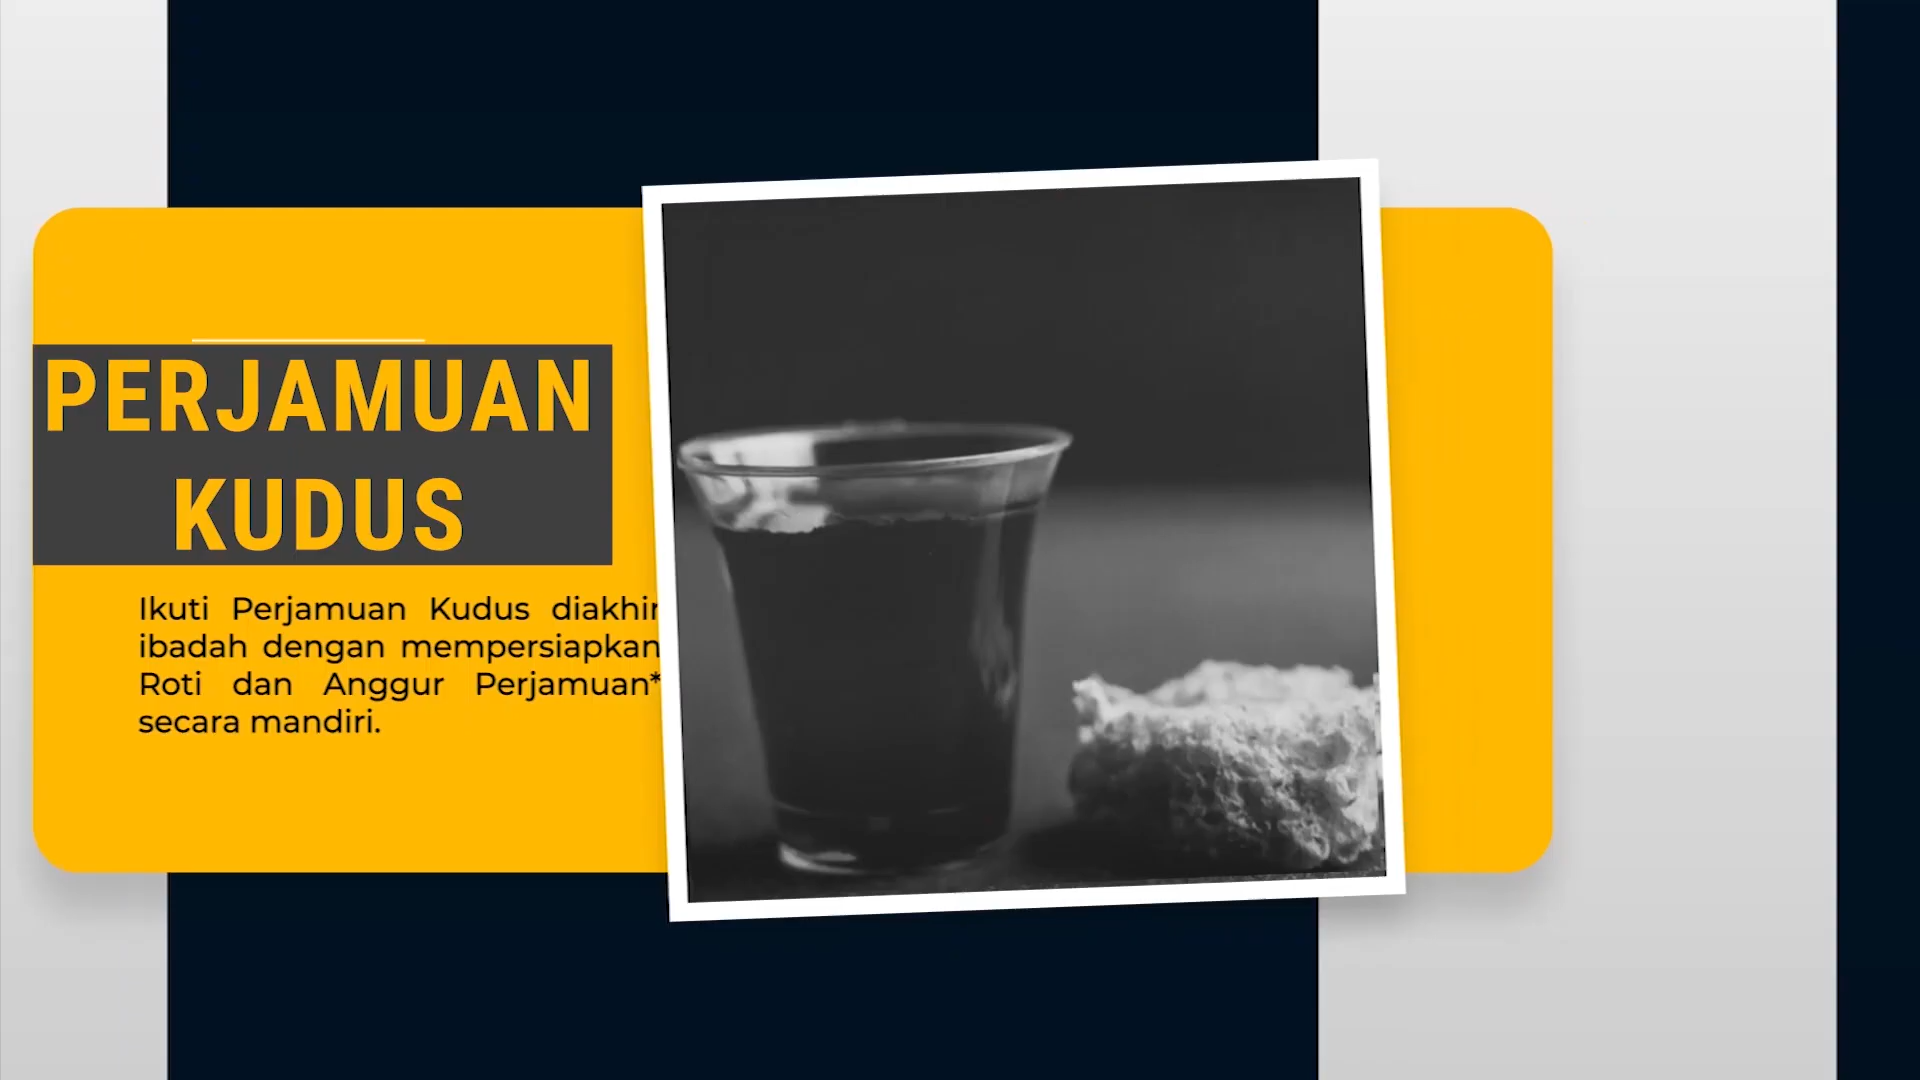 PERJAMUAN
KUDUS
Ikuti Perjamuan Kudus diakhir
ibadah dengan mempersiapkan
Roti dan Anggur Perjamuan*
secara mandiri.